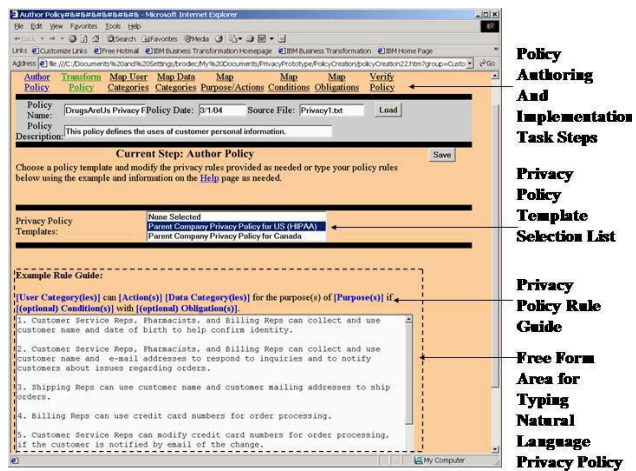 Author Policy#&#&#&#&#&#&#& - Microsoft Internet Explorer
File Edit View Favorites Tools Help
Back Search Favorites Media
Links Customize Links Free Hotmail IBM Business Transformation Homepage IBM Business Transformation IBM Home Page
Address file:///C:/Documents%20and%20Settings/brodiec/My%20Documents/PrivacyPrototype/PolicyCreation/policyCreation22.htm?group=Custo Go
Author Policy Transform Policy Map User Categories Map Data Categories Map Purpose/Actions Map Conditions Map Obligations Verify Policy
Policy Name: DrugsAreUs Privacy F Policy Date: 3/1/04 Source File: Privacy1.txt Load
Policy Description: This policy defines the uses of customer personal information.
Current Step: Author Policy Save
Choose a policy template and modify the privacy rules provided as needed or type your policy rules
below using the example and information on the Help page as needed.
Privacy Policy Templates:
None Selected
Parent Company Privacy Policy for US (HIPAA)
Parent Company Privacy Policy for Canada
Example Rule Guide:
[User Category(ies)] can [Action(s)] [Data Category(ies)] for the purpose(s) of [Purpose(s)] if
[(optional) Condition(s)] with [(optional) Obligation(s)].
1. Customer Service Reps, Pharmacists, and Billing Reps can collect and use
customer name and date of birth to help confirm identity.
2. Customer Service Reps, Pharmacists, and Billing Reps can collect and use
customer name and e-mail addresses to respond to inquiries and to notify
customers about issues regarding orders.
3. Shipping Reps can use customer name and customer mailing addresses to ship
orders.
4. Billing Reps can use credit card numbers for order processing.
5. Customer Service Reps can modify credit card numbers for order processing,
if the customer is notified by email of the change.
My Computer
Policy
Authoring
And
Implementation
Task Steps
Privacy
Policy
Template
Selection List
Privacy
Policy Rule
Guide
Free Form
Area for
Typing
Natural
Language
Privacy Policy